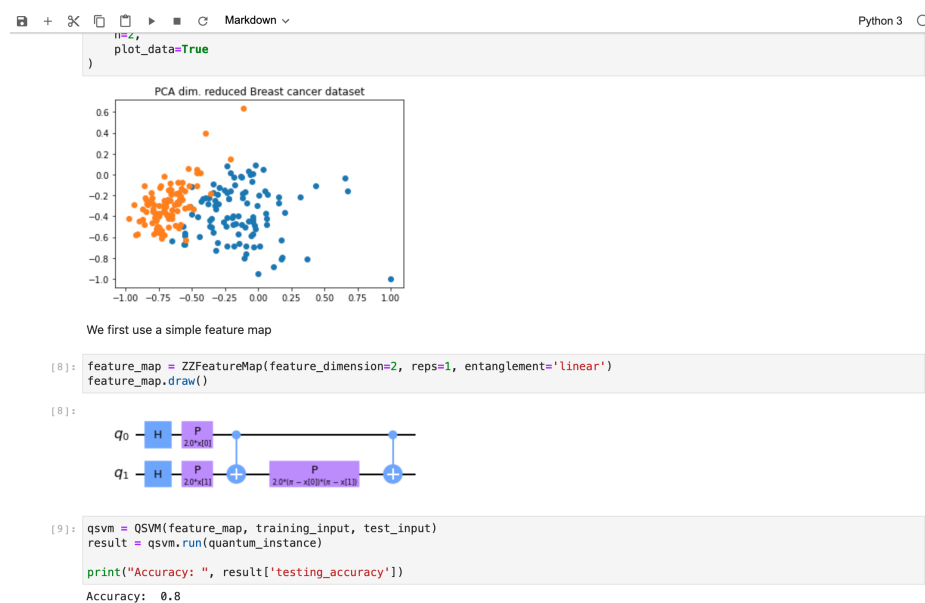 Markdown
Python 3
n=2,
plot_data=True
)
PCA dim. reduced Breast cancer dataset
0.6
0.4
0.2
0.0
−0.2
−0.4
−0.6
−0.8
−1.0
−1.00 −0.75 −0.50 −0.25 0.00 0.25 0.50 0.75 1.00
We first use a simple feature map
[8]: feature_map = ZZFeatureMap(feature_dimension=2, reps=1, entanglement='linear')
feature_map.draw()
[8]:
q0 H P
2.0*x[0]
q1 H P P
2.0*x[1] 2.0*(π − x[0])*(π − x[1])
[9]: qsvm = QSVM(feature_map, training_input, test_input)
result = qsvm.run(quantum_instance)
print("Accuracy: ", result['testing_accuracy'])
Accuracy:  0.8